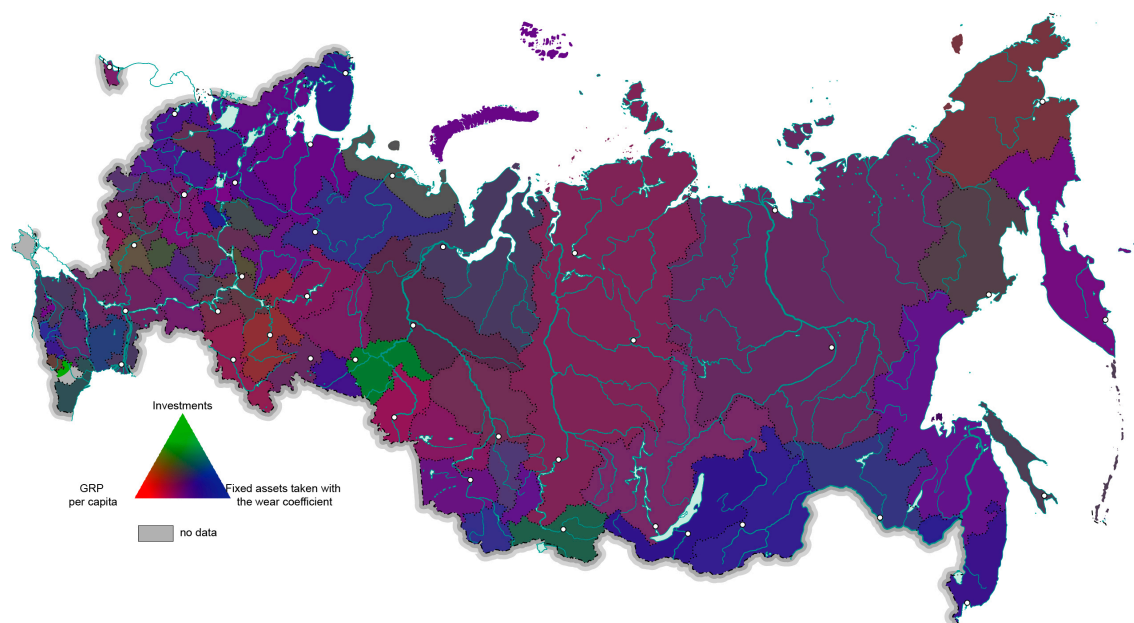 Investments
GRP
per capita
Fixed assets taken with
the wear coefficient
no data